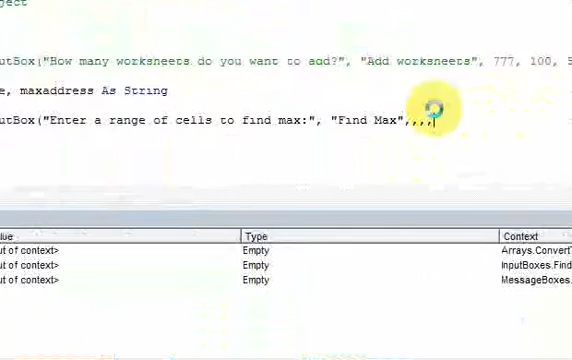 ject
utBox("How many worksheets do you want to add?", "Add worksheets", 777, 100, 5
e, maxaddress As String
utBox("Enter a range of cells to find max:", "Find Max",,,,
lue Type Context
ut of context> Empty Arrays.Convert
ut of context> Empty InputBoxes.Find
ut of context> Empty MessageBoxes.